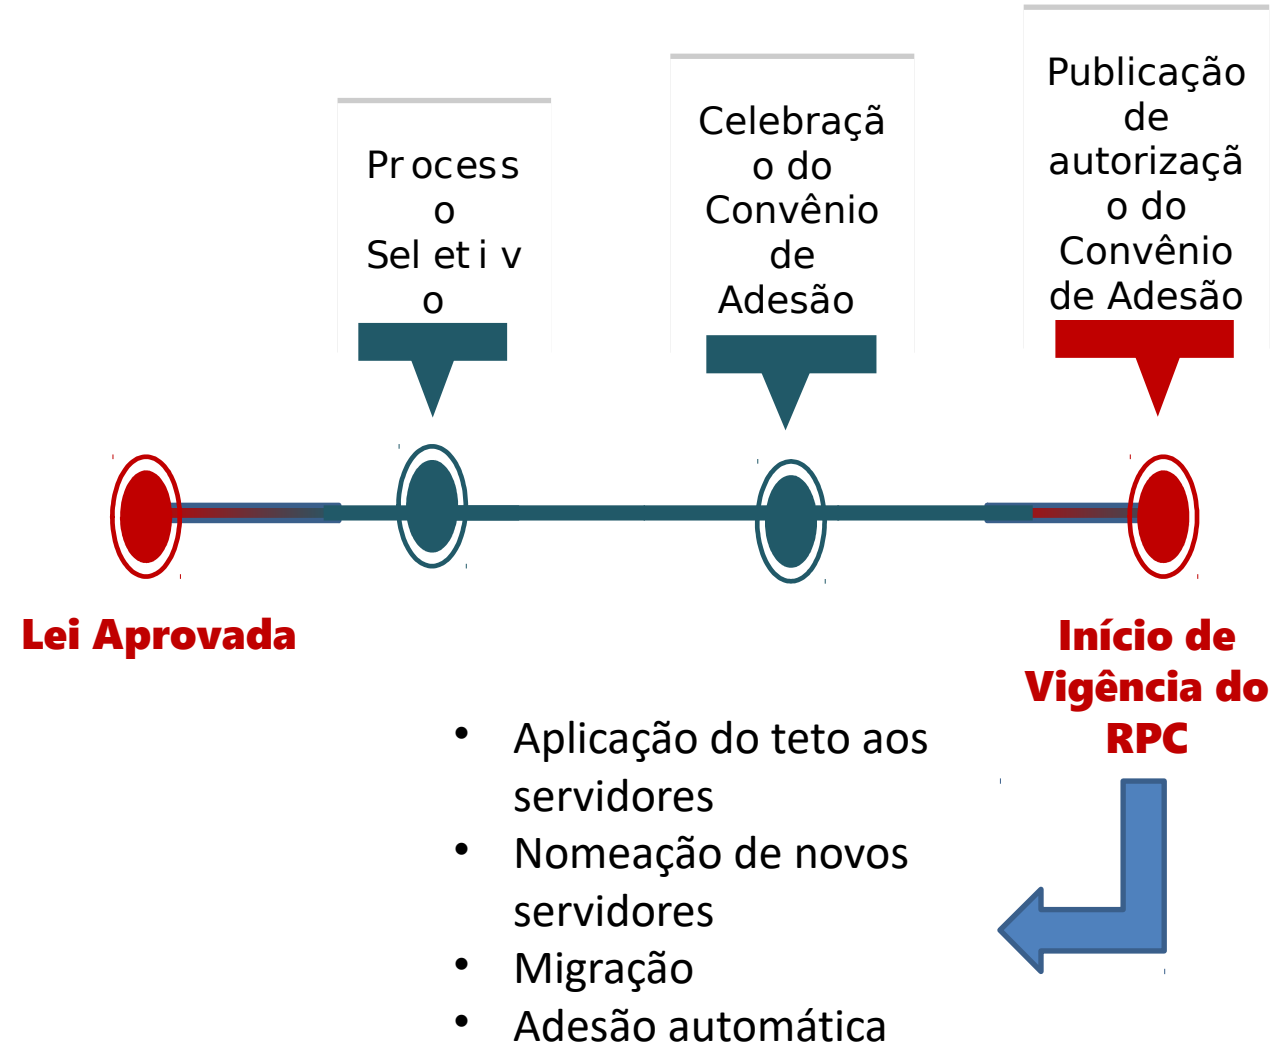 Process
o
Seletiv
o
Celebraçã
o do
Convênio
de
Adesão
Publicação
de
autorizaçã
o do
Convênio
de Adesão
Lei Aprovada
Início de
Vigência do
RPC
• Aplicação do teto aos
servidores
• Nomeação de novos
servidores
• Migração
• Adesão automática